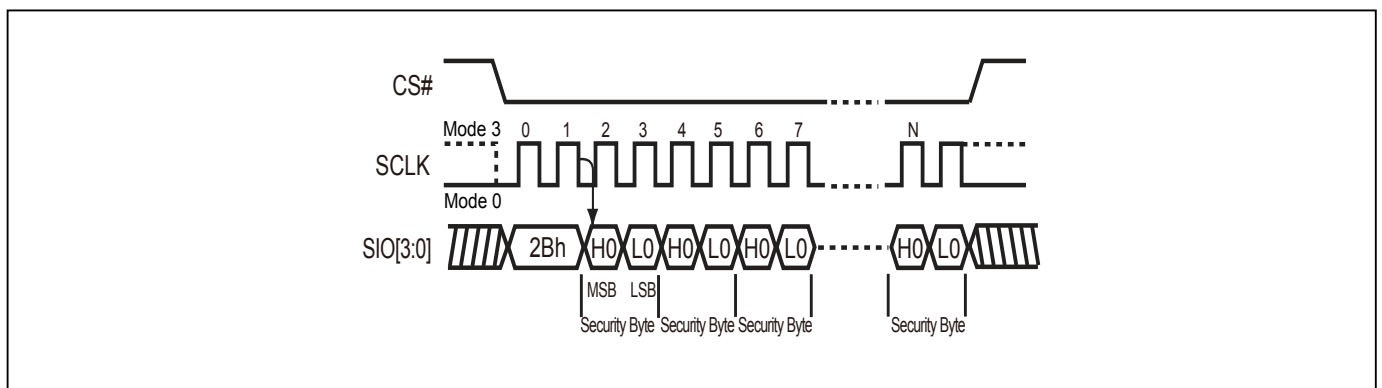 CS#
Mode 3 0 1 2 3 4 5 6 7 N
SCLK
Mode 0
SIO[3:0] 2Bh H0 L0 H0 L0 H0 L0 H0 L0
MSB LSB
Security Byte Security Byte Security Byte Security Byte